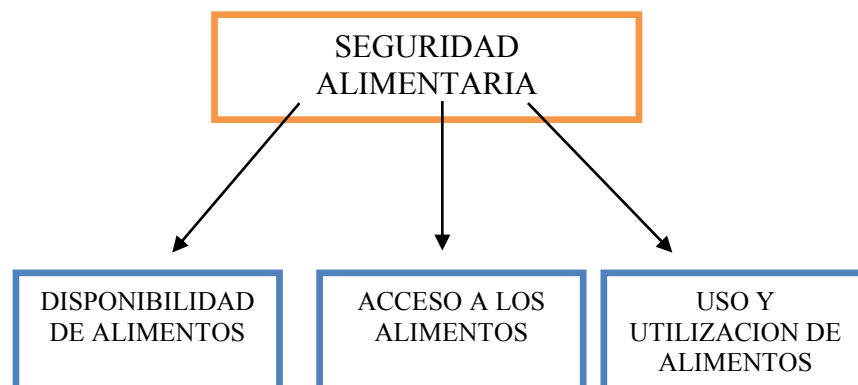 SEGURIDAD
ALIMENTARIA
DISPONIBILIDAD
DE ALIMENTOS
ACCESO A LOS
ALIMENTOS
USO Y
UTILIZACION DE
ALIMENTOS